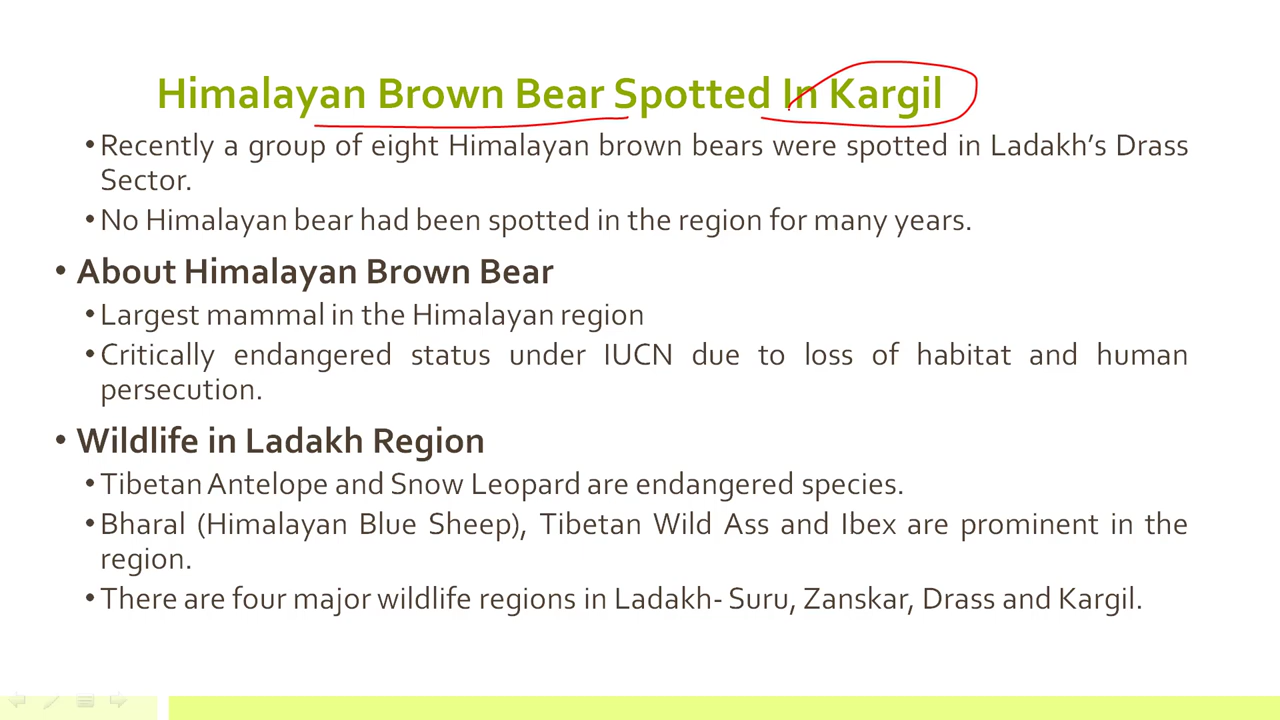 Himalayan Brown Bear Spotted In Kargil
• Recently a group of eight Himalayan brown bears were spotted in Ladakh's Drass
Sector.
• No Himalayan bear had been spotted in the region for many years.
• About Himalayan Brown Bear
• Largest mammal in the Himalayan region
• Critically endangered status under IUCN due to loss of habitat and human
persecution.
• Wildlife in Ladakh Region
• Tibetan Antelope and Snow Leopard are endangered species.
• Bharal (Himalayan Blue Sheep), Tibetan Wild Ass and Ibex are prominent in the
region.
• There are four major wildlife regions in Ladakh- Suru, Zanskar, Drass and Kargil.